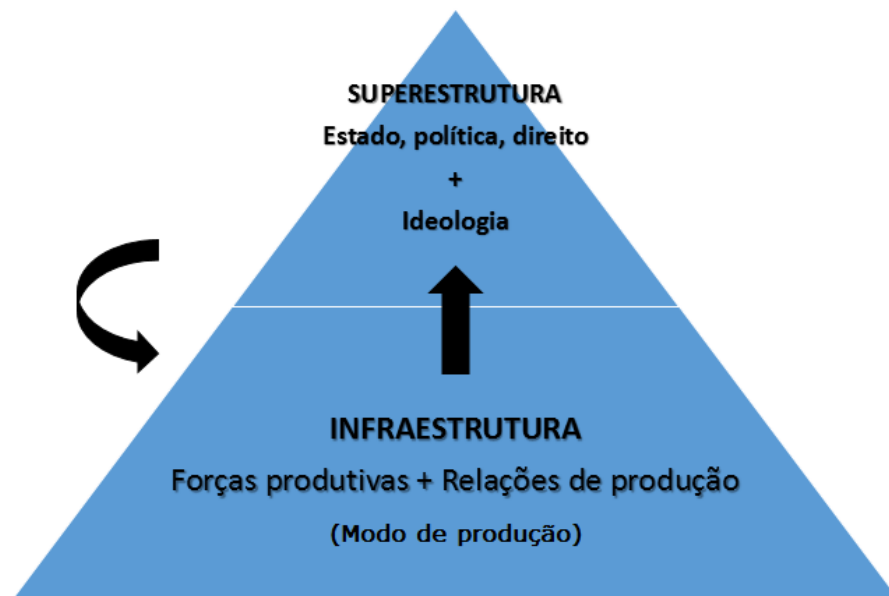 SUPERESTRUTURA
Estado, política, direito
+
Ideologia
INFRAESTRUTURA
Forças produtivas + Relações de produção
(Modo de produção)